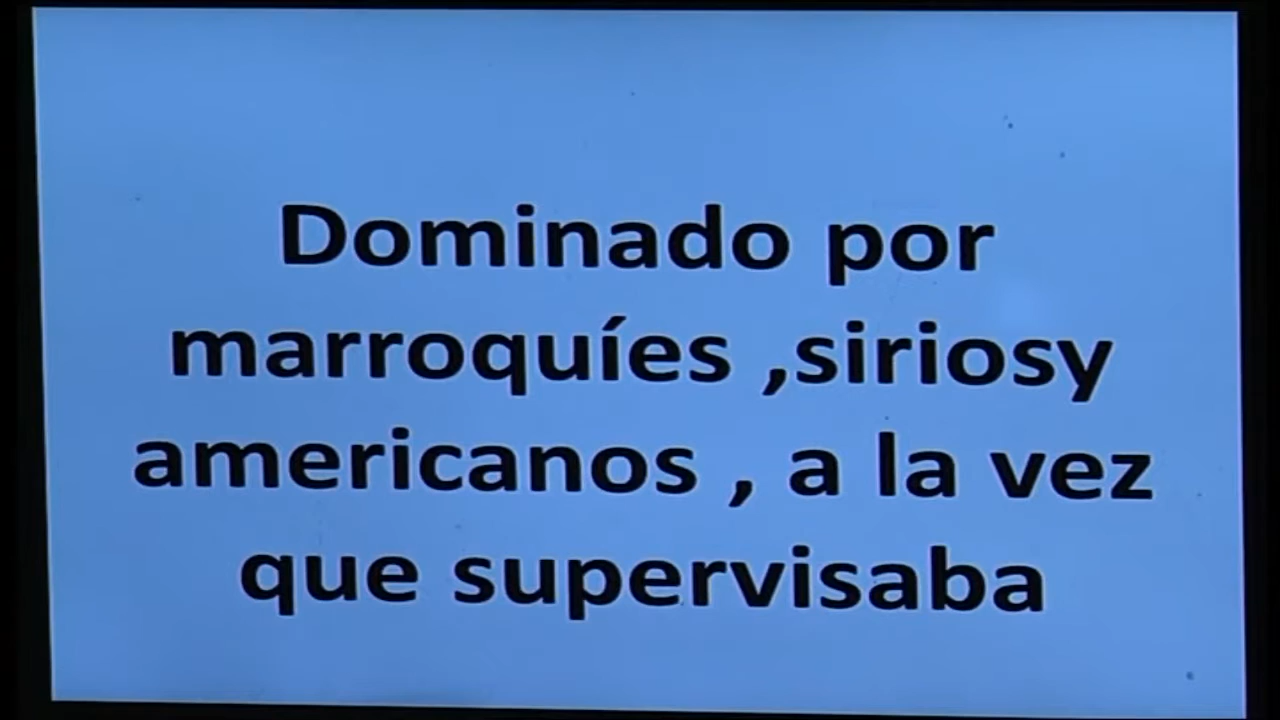 Dominado por
marroquíes ,siriosy
americanos , a la vez
que supervisaba